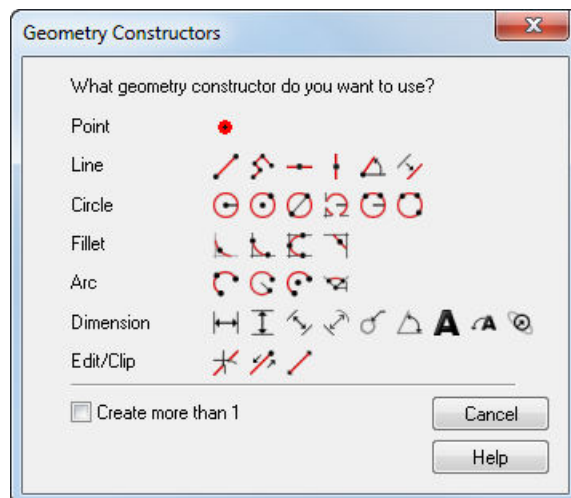 Geometry Constructors
What geometry constructor do you want to use?
Point
Line
Circle
Fillet
Arc
Dimension
A A
Edit/Clip
Create more than 1
Cancel
Help